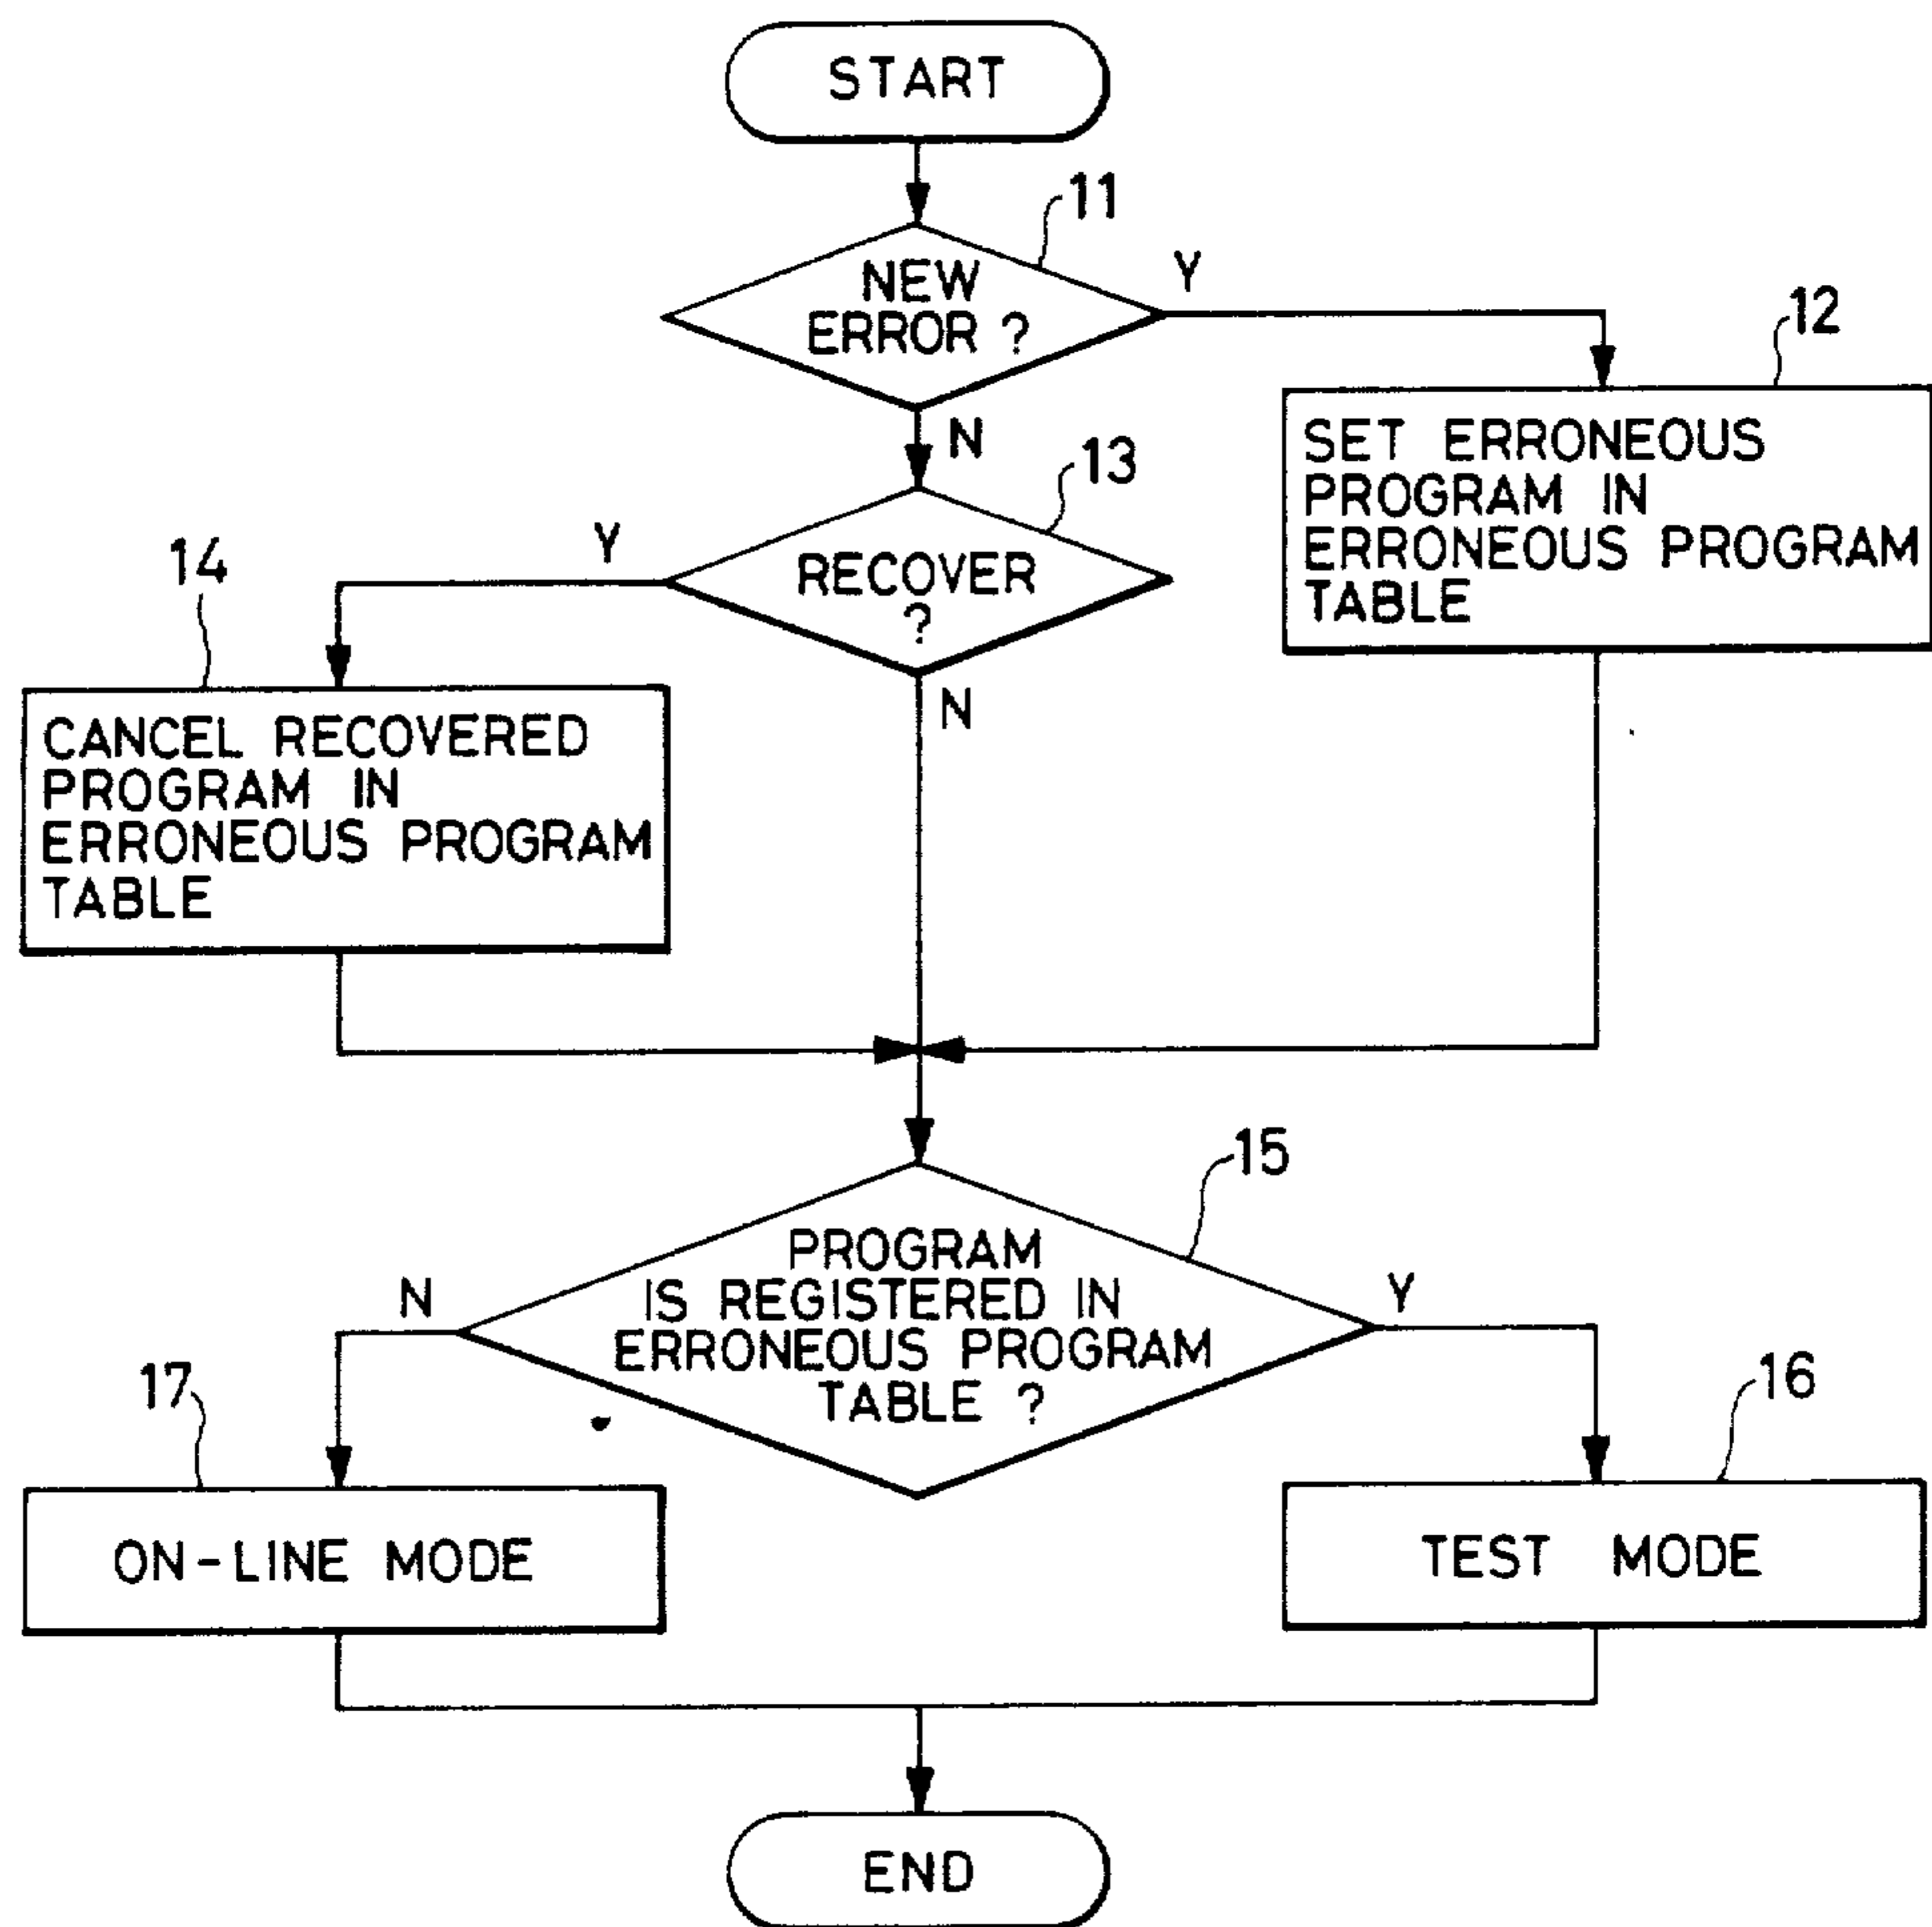 START
11
NEW
ERROR ?
Y
12
SET ERRONEOUS
PROGRAM IN
ERRONEOUS PROGRAM
TABLE
N
13
Y
RECOVER
?
14
N
CANCEL RECOVERED
PROGRAM IN
ERRONEOUS PROGRAM
TABLE
15
PROGRAM
IS REGISTERED IN
ERRONEOUS PROGRAM
TABLE ?
N
Y
17
16
ON-LINE MODE
TEST MODE
END